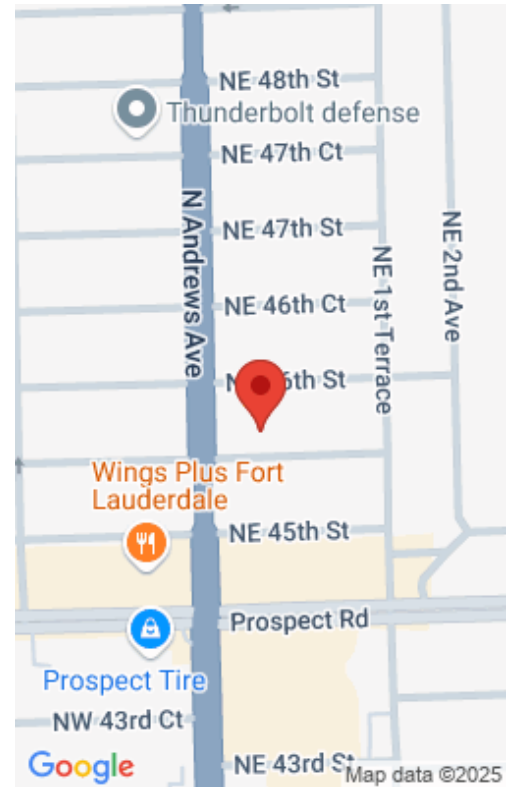 NE 48th St
Thunderbolt defense
NE 47th Ct
NE 47th St
N Andrews Ave
NE 1st Terrace
NE 2nd Ave
NE 46th Ct
6th St
Wings Plus Fort
Lauderdale
NE 45th St
Prospect Rd
Prospect Tire
NW 43rd Ct
NE 43rd St
Google
Map data ©2025